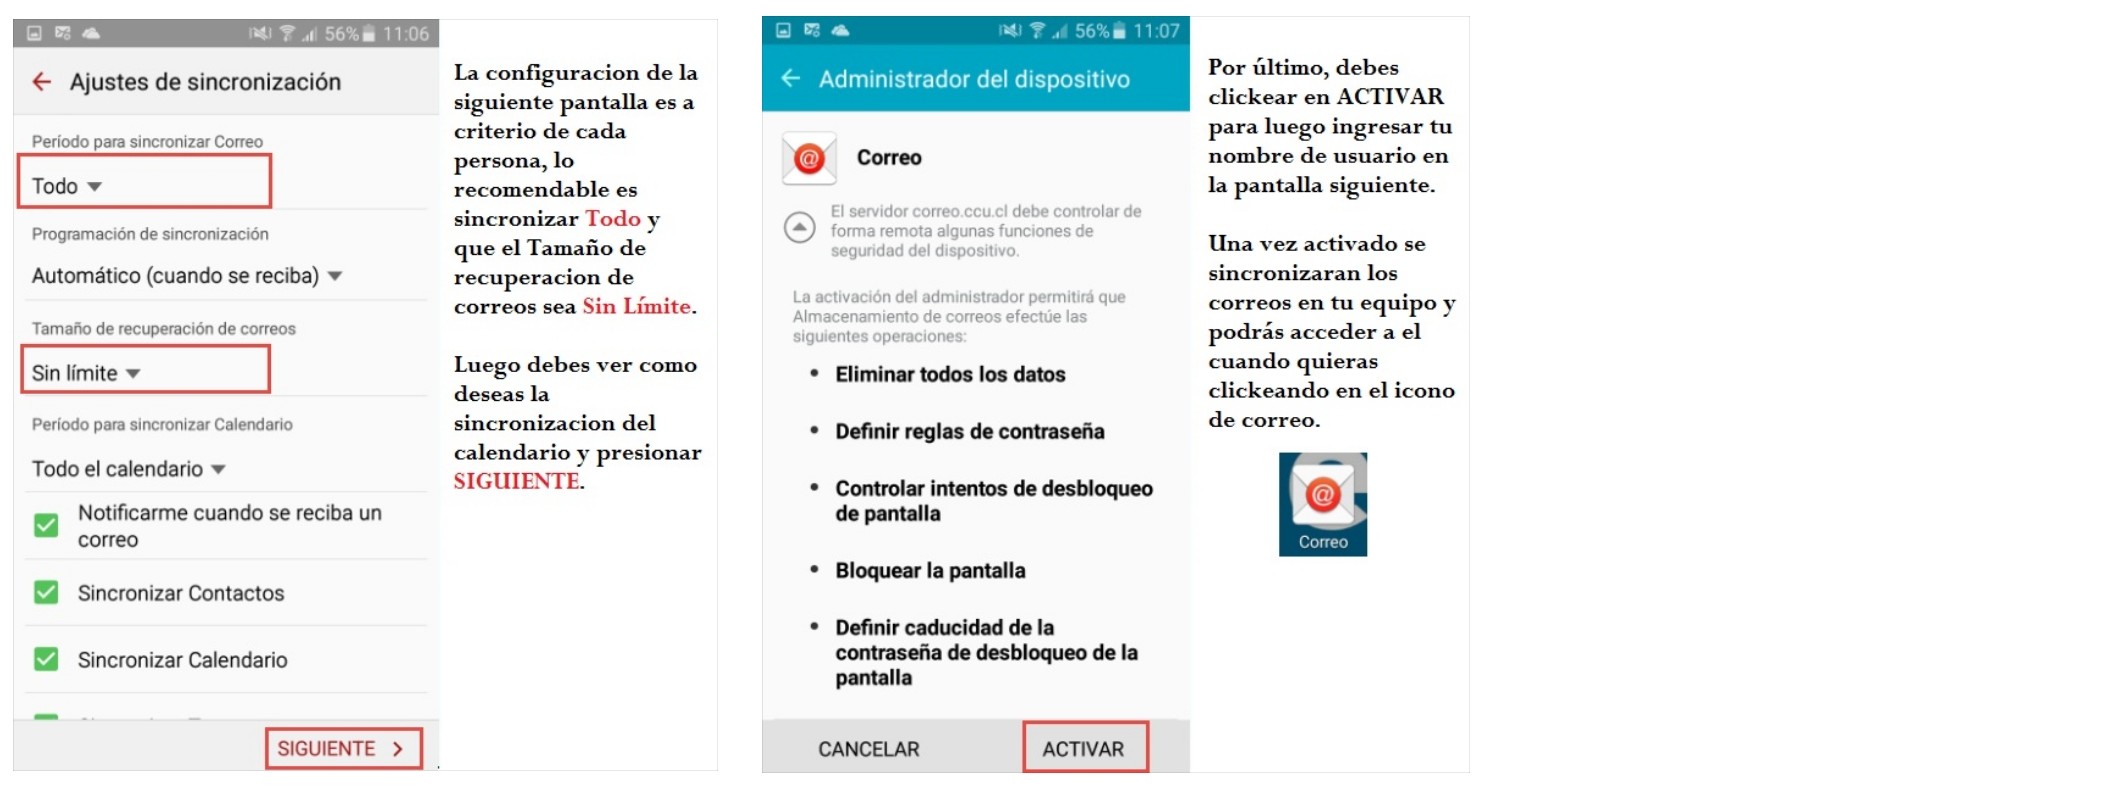 56% 11:06
Ajustes de sincronización
Período para sincronizar Correo
Todo
Programación de sincronización
Automático (cuando se reciba)
Tamaño de recuperación de correos
Sin límite
Período para sincronizar Calendario
Todo el calendario
Notificarme cuando se reciba un
correo
Sincronizar Contactos
Sincronizar Calendario
SIGUIENTE >
La configuracion de la
siguiente pantalla es a
criterio de cada
persona, lo
recomendable es
sincronizar Todo y
que el Tamaño de
recuperacion de
correos sea Sin Límite.
Luego debes ver como
deseas la
sincronizacion del
calendario y presionar
SIGUIENTE.
56% 11:07
Administrador del dispositivo
@
Correo
El servidor correo.ccu.cl debe controlar de
forma remota algunas funciones de
seguridad del dispositivo.
La activación del administrador permitirá que
Almacenamiento de correos efectúe las
siguientes operaciones:
• Eliminar todos los datos
• Definir reglas de contraseña
• Controlar intentos de desbloqueo
de pantalla
• Bloquear la pantalla
• Definir caducidad de la
contraseña de desbloqueo de la
pantalla
CANCELAR
ACTIVAR
Por último, debes
clickear en ACTIVAR
para luego ingresar tu
nombre de usuario en
la pantalla siguiente.
Una vez activado se
sincronizaran los
correos en tu equipo y
podrás acceder a el
cuando quieras
clickeando en el icono
de correo.
@
Correo